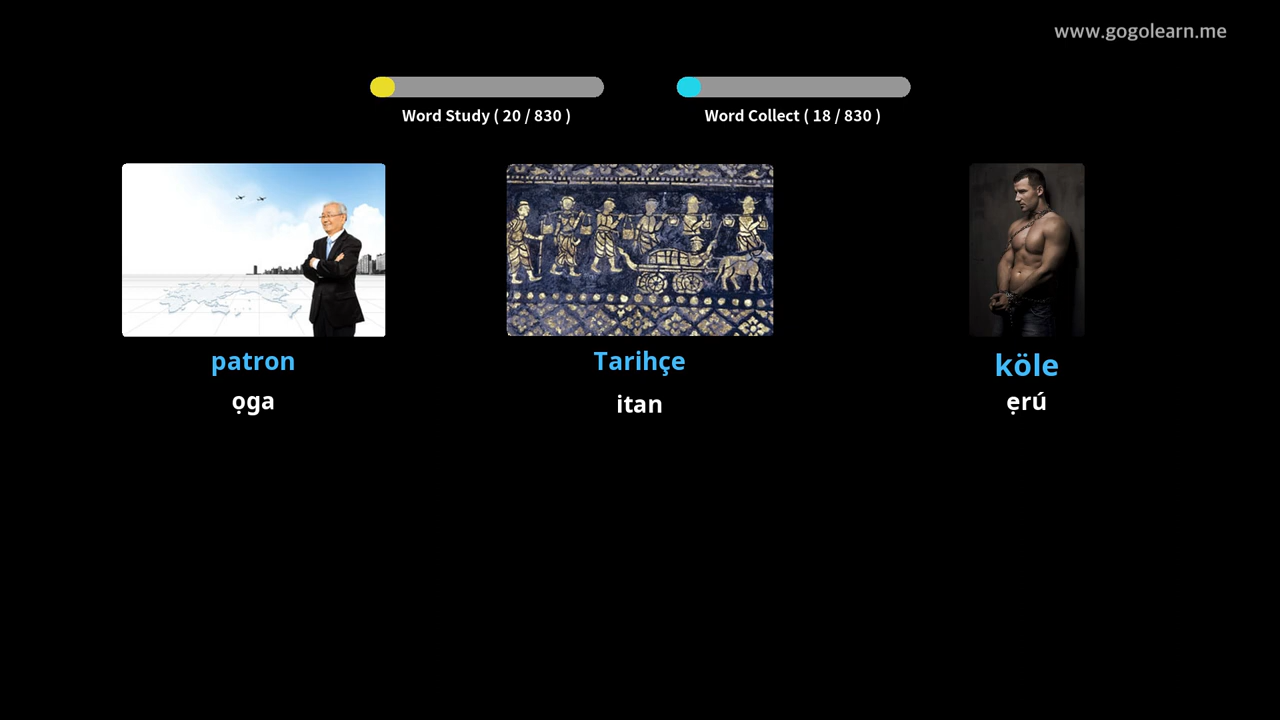 www.gogolearn.me
Word Study ( 20 / 830 )
Word Collect ( 18 / 830 )
patron
ọga
Tarihçe
itan
köle
ẹrú